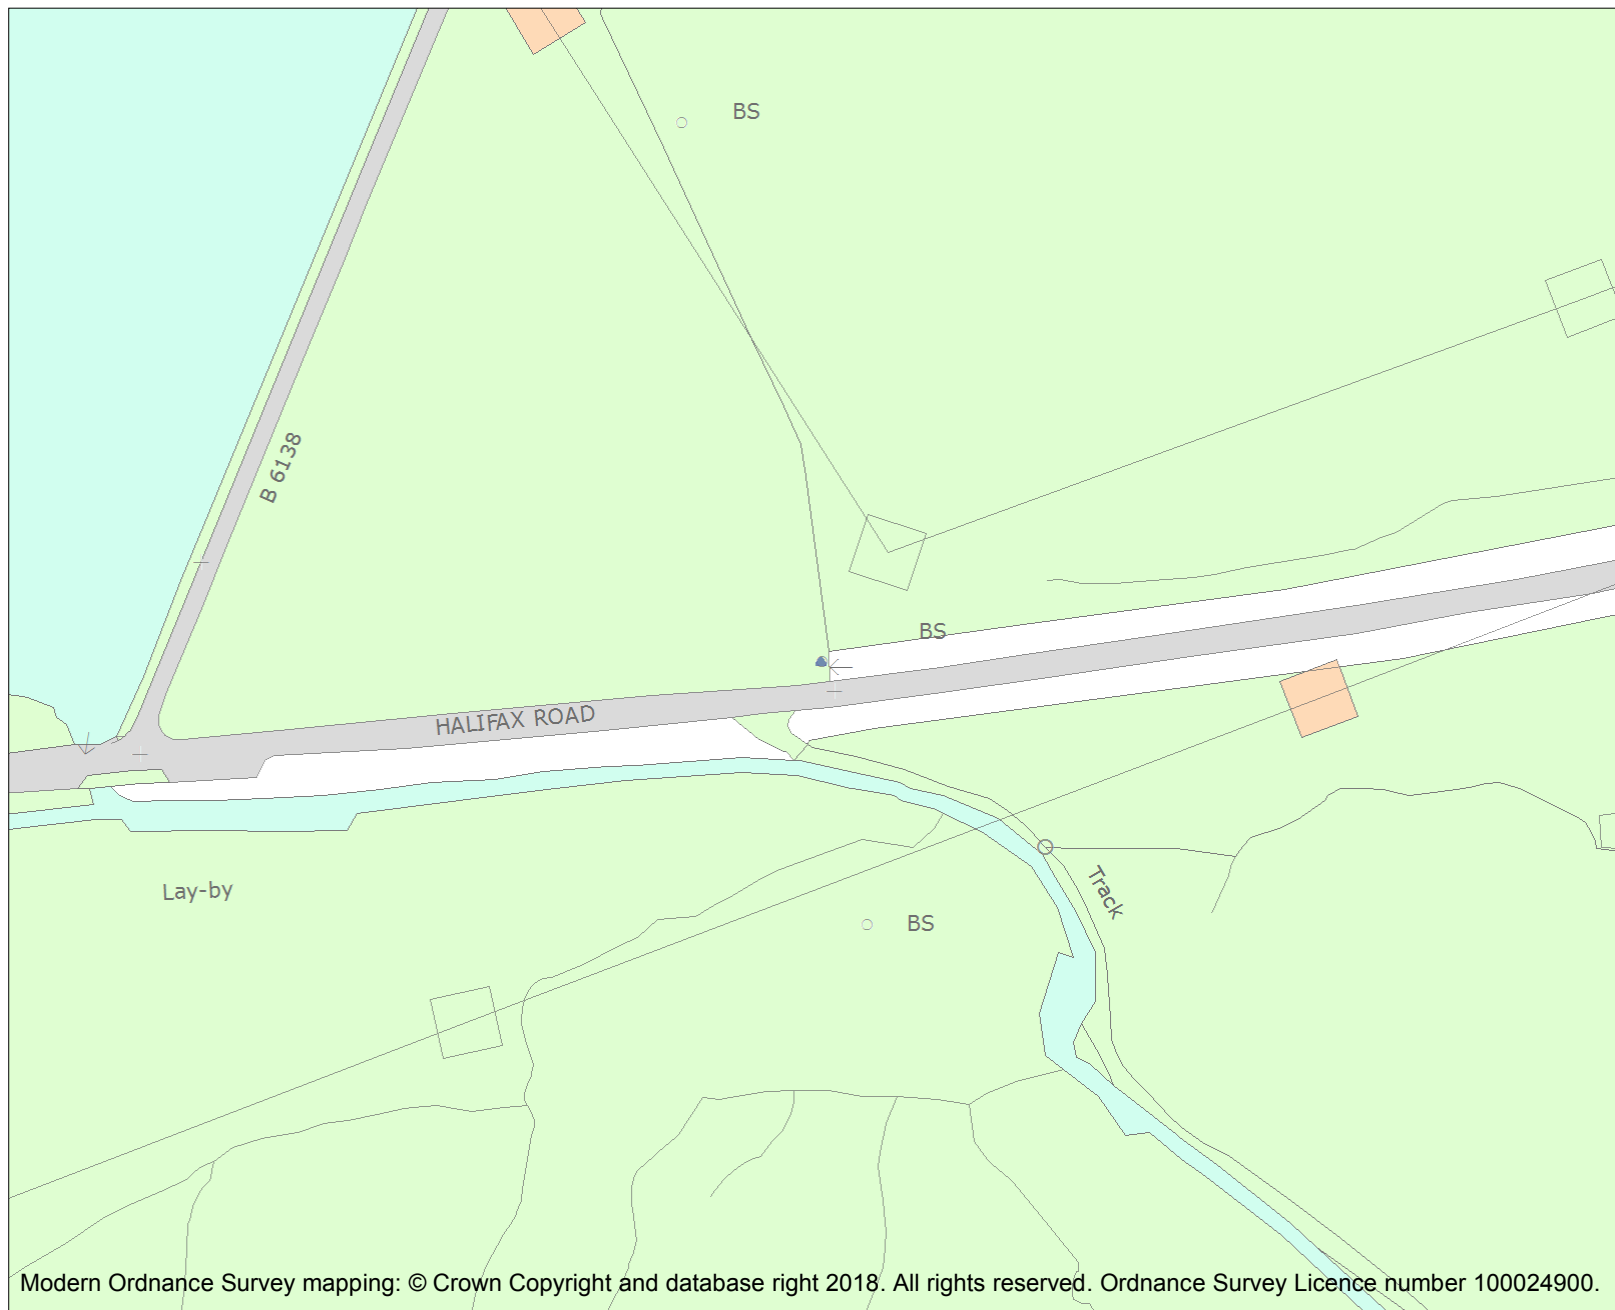 BS
B 6138
BS
HALIFAX ROAD
Track
Lay-by
BS
Modern Ordnance Survey mapping: © Crown Copyright and database right 2018. All rights reserved. Ordnance Survey Licence number 100024900.